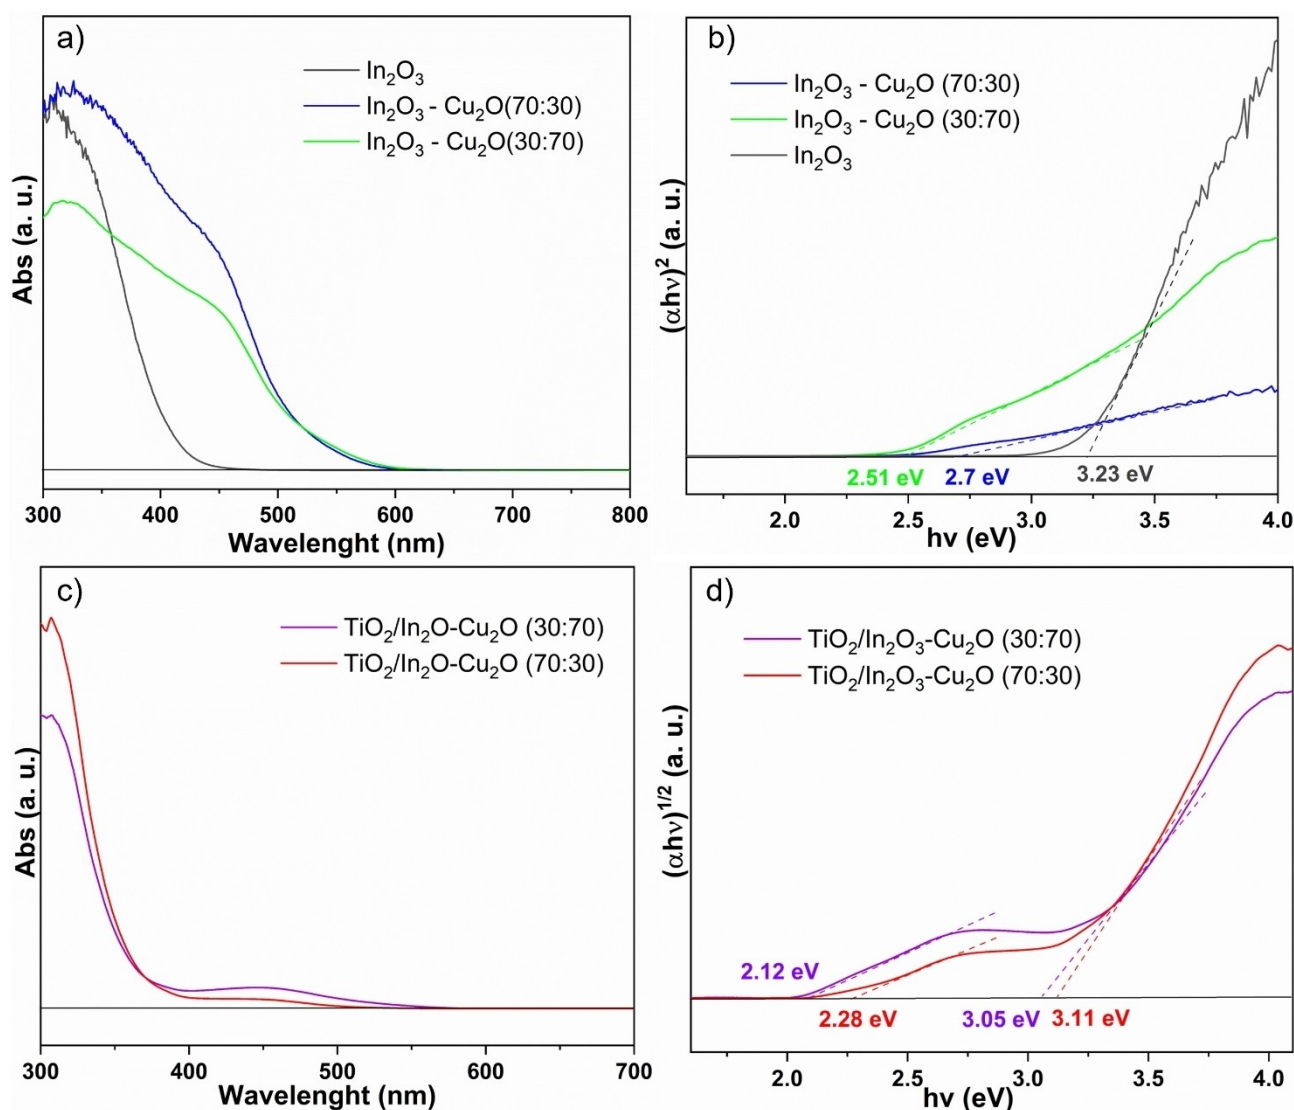 a)
In₂O₃
In₂O₃ - Cu₂O(70:30)
In₂O₃ - Cu₂O(30:70)
Abs (a. u.)
300 400 500 600 700 800
Wavelenght (nm)
b)
In₂O₃ - Cu₂O (70:30)
In₂O₃ - Cu₂O (30:70)
In₂O₃
(αhν)² (a. u.)
2.51 eV 2.7 eV 3.23 eV
2.0 2.5 3.0 3.5 4.0
hν (eV)
c)
TiO₂/In₂O-Cu₂O (30:70)
TiO₂/In₂O-Cu₂O (70:30)
Abs (a. u.)
300 400 500 600 700
Wavelenght (nm)
d)
TiO₂/In₂O₃-Cu₂O (30:70)
TiO₂/In₂O₃-Cu₂O (70:30)
(αhν)¹/² (a. u.)
2.12 eV
2.28 eV 3.05 eV 3.11 eV
2.0 2.5 3.0 3.5 4.0
hν (eV)